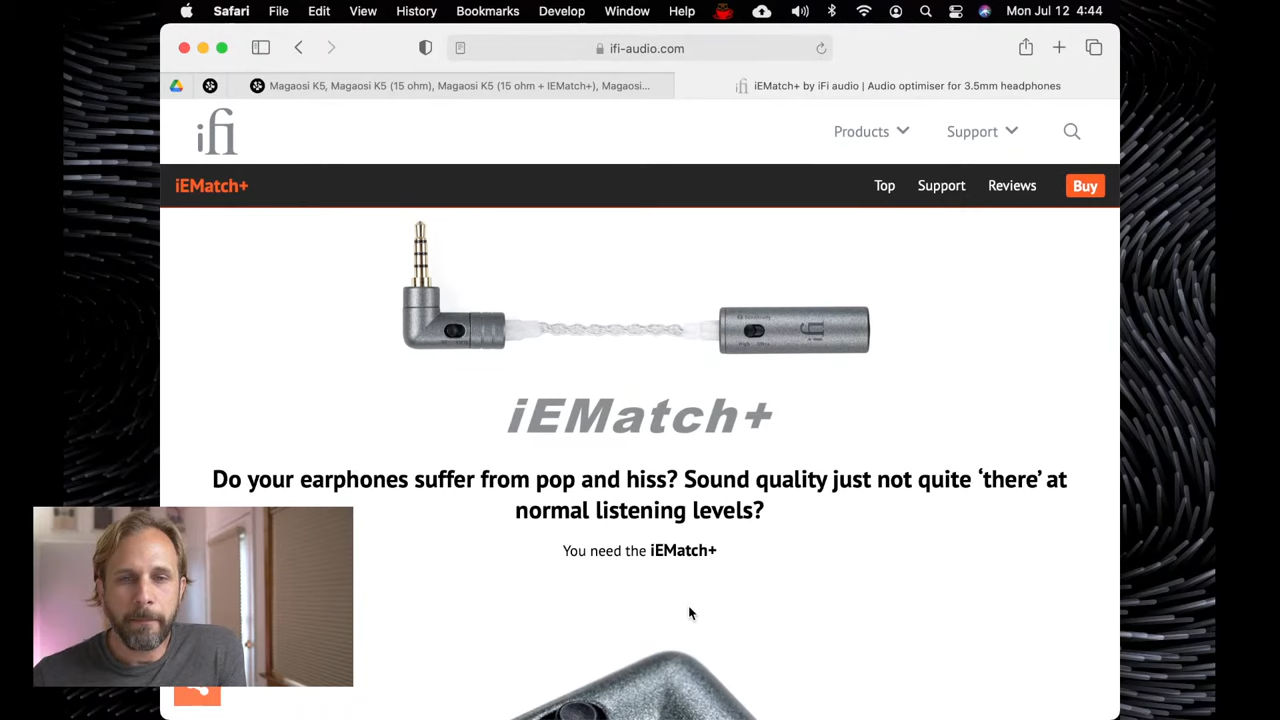 Safari File Edit View History Bookmarks Develop Window Help Mon Jul 12 4:44
ifi-audio.com
Magaosi K5, Magaosi K5 (15 ohm), Magaosi K5 (15 ohm + IEMatch+), Magaosi...
iEMatch+ by iFi audio | Audio optimiser for 3.5mm headphones
ifi
Products Support
iEMatch+
Top Support Reviews Buy
iEMatch+
Do your earphones suffer from pop and hiss? Sound quality just not quite ‘there’ at
normal listening levels?
You need the iEMatch+